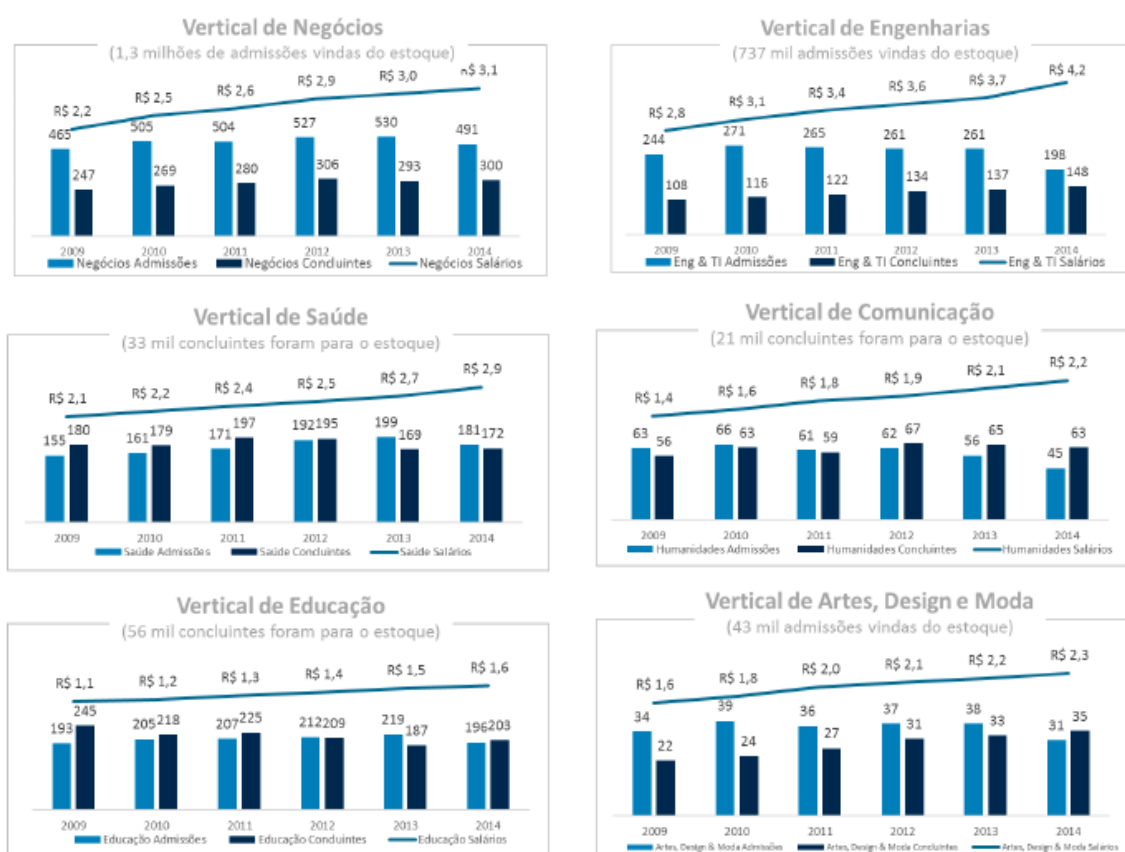 Vertical de Negócios
(1,3 milhões de admissões vindas do estoque)
R$ 2,2 R$ 2,5 R$ 2,6 R$ 2,9 R$ 3,0 R$ 3,1
465 505 504 527 530 491
247 269 280 306 293 300
2009 2010 2011 2012 2013 2014
Negócios Admissões Negócios Concluintes Negócios Salários
Vertical de Engenharias
(737 mil admissões vindas do estoque)
R$ 2,8 R$ 3,1 R$ 3,4 R$ 3,6 R$ 3,7 R$ 4,2
244 271 265 261 261 198
108 116 122 134 137 148
2009 2010 2011 2012 2013 2014
Eng & TI Admissões Eng & TI Concluintes Eng & TI Salários
Vertical de Saúde
(33 mil concluintes foram para o estoque)
R$ 2,1 R$ 2,2 R$ 2,4 R$ 2,5 R$ 2,7 R$ 2,9
155 180 161 179 171 197 192 195 199 169 181 172
2009 2010 2011 2012 2013 2014
Saúde Admissões Saúde Concluintes Saúde Salários
Vertical de Comunicação
(21 mil concluintes foram para o estoque)
R$ 1,4 R$ 1,6 R$ 1,8 R$ 1,9 R$ 2,1 R$ 2,2
63 56 66 63 61 59 62 67 56 65 45 63
2009 2010 2011 2012 2013 2014
Humanidades Admissões Humanidades Concluintes Humanidades Salários
Vertical de Educação
(56 mil concluintes foram para o estoque)
R$ 1,1 R$ 1,2 R$ 1,3 R$ 1,4 R$ 1,5 R$ 1,6
193 245 205 218 207 225 212 209 219 187 196 203
2009 2010 2011 2012 2013 2014
Educação Admissões Educação Concluintes Educação Salários
Vertical de Artes, Design e Moda
(43 mil admissões vindas do estoque)
R$ 1,6 R$ 1,8 R$ 2,0 R$ 2,1 R$ 2,2 R$ 2,3
34 22 39 24 36 27 37 31 38 33 31 35
2009 2010 2011 2012 2013 2014
Artes, Design & Moda Admissões Artes, Design & Moda Concluintes Artes, Design & Moda Salários